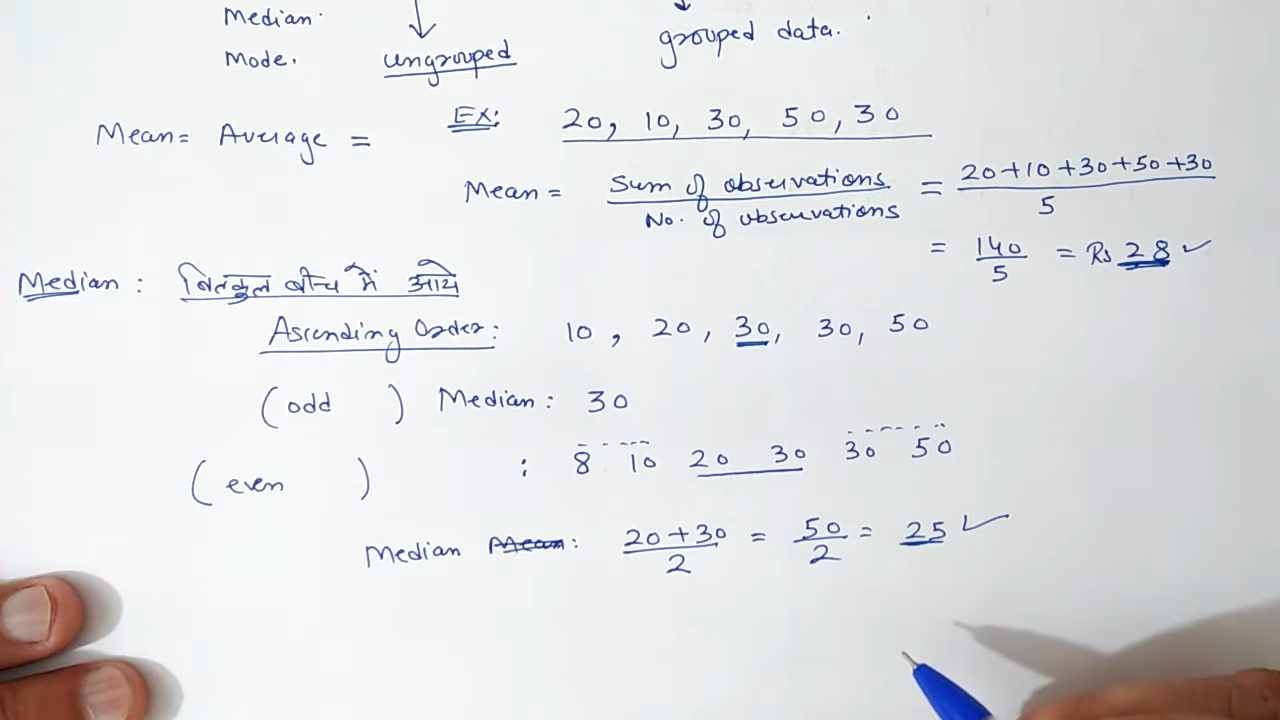 Median.
Mode. ungrouped grouped data.
EX: 20, 10, 30, 50, 30
Mean = Average =
Mean = Sum of observations / No. of observations = 20+10+30+50+30 / 5
= 140 / 5 = Rs 28 ✓
Median : बिलकुल बीच में आये
Ascending Order: 10, 20, 30, 30, 50
(odd ) Median: 30
(even ) : 8 10 20 30 30 50
Median Mean: 20+30 / 2 = 50 / 2 = 25 ✓